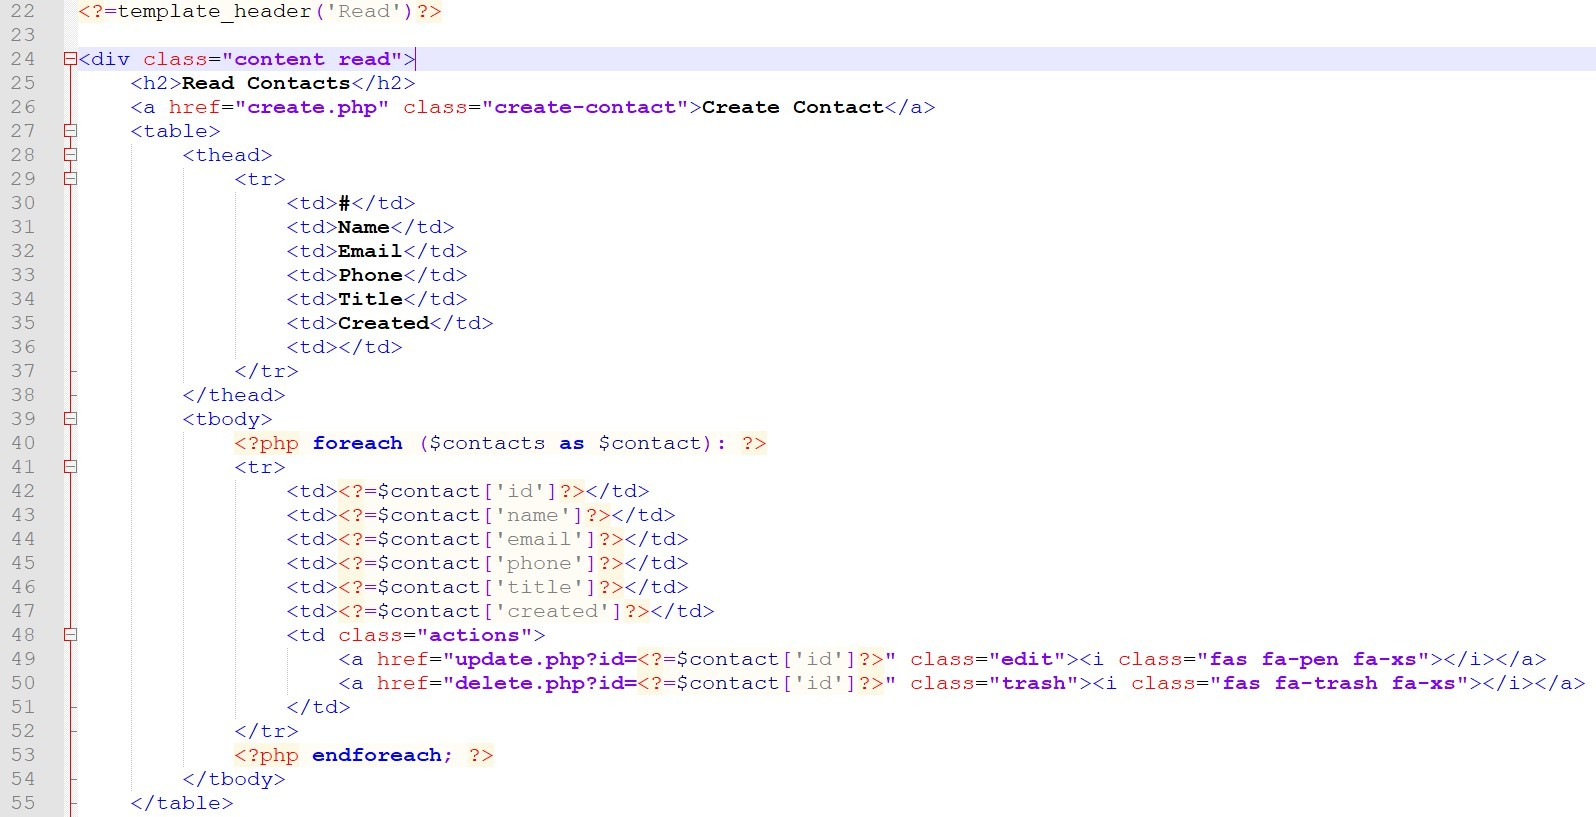 22 <?=template_header('Read')?>
23
24 <div class="content read">
25     <h2>Read Contacts</h2>
26     <a href="create.php" class="create-contact">Create Contact</a>
27     <table>
28         <thead>
29             <tr>
30                 <td>#</td>
31                 <td>Name</td>
32                 <td>Email</td>
33                 <td>Phone</td>
34                 <td>Title</td>
35                 <td>Created</td>
36                 <td></td>
37             </tr>
38         </thead>
39         <tbody>
40             <?php foreach ($contacts as $contact): ?>
41             <tr>
42                 <td><?=$contact['id']?></td>
43                 <td><?=$contact['name']?></td>
44                 <td><?=$contact['email']?></td>
45                 <td><?=$contact['phone']?></td>
46                 <td><?=$contact['title']?></td>
47                 <td><?=$contact['created']?></td>
48                 <td class="actions">
49                     <a href="update.php?id=<?=$contact['id']?>" class="edit"><i class="fas fa-pen fa-xs"></i></a>
50                     <a href="delete.php?id=<?=$contact['id']?>" class="trash"><i class="fas fa-trash fa-xs"></i></a>
51                 </td>
52             </tr>
53             <?php endforeach; ?>
54         </tbody>
55     </table>